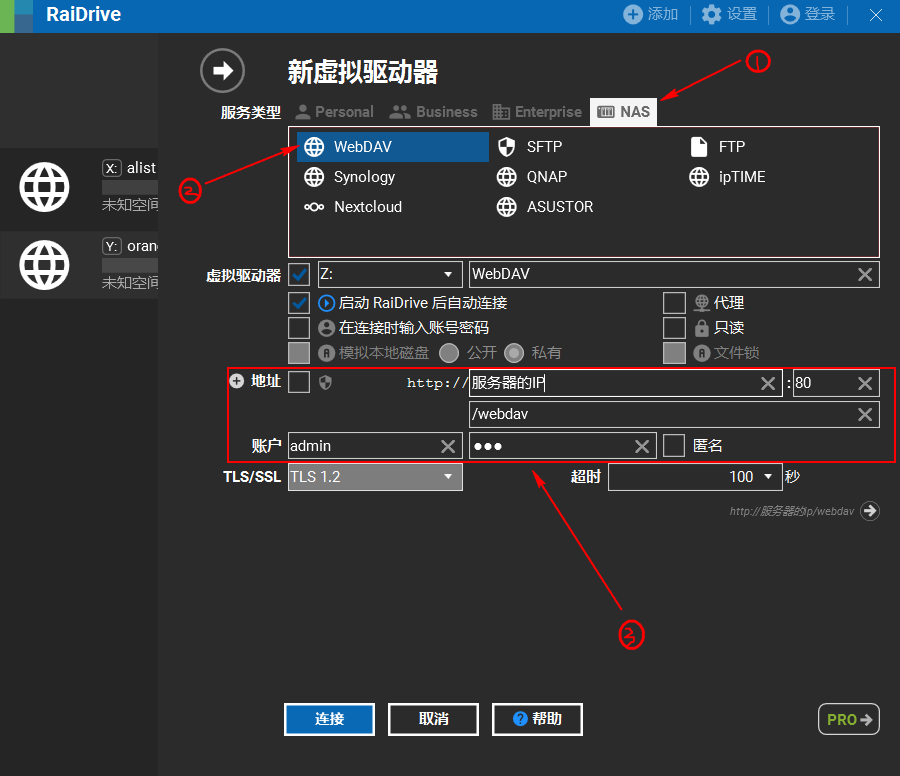 RaiDrive
添加
设置
登录
新虚拟驱动器
①
服务类型 Personal Business Enterprise NAS
WebDAV SFTP FTP
X: alist
②
Synology QNAP ipTIME
未知空间
Nextcloud ASUSTOR
Y: oran
未知空间
虚拟驱动器 Z: WebDAV
启动 RaiDrive 后自动连接 代理
在连接时输入账号密码 只读
模拟本地磁盘 公开 私有 文件锁
地址 http:// 服务器的IP : 80
/webdav
账户 admin ●●● 匿名
TLS/SSL TLS 1.2 超时 100 秒
http://服务器的ip/webdav
③
连接 取消 ? 帮助 PRO